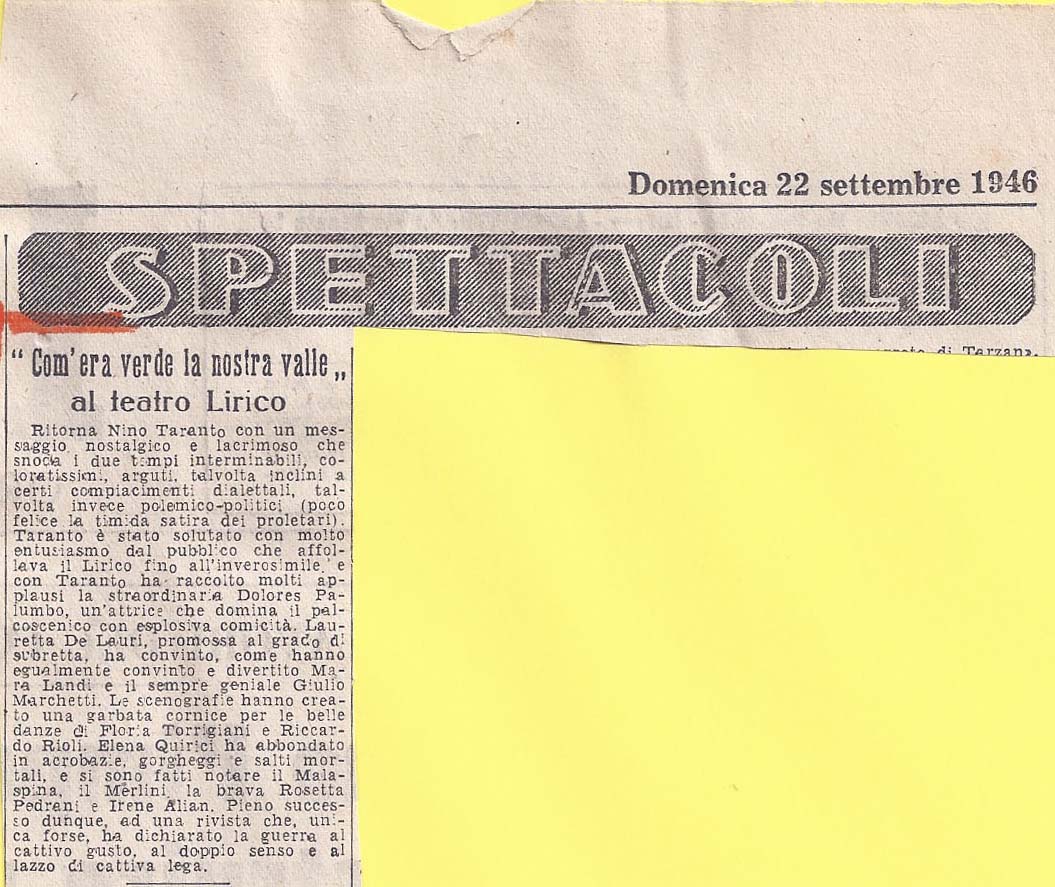 Domenica 22 settembre 1946
SPETTACOLI
di Tarzan,
“ Com'era verde la nostra valle „
al teatro Lirico
Ritorna Nino Taranto con un mes-
saggio nostalgico e lacrimoso che
snoda i due tempi interminabili, co-
loratissimi, arguti, talvolta inclini a
certi compiacimenti dialettali, tal-
volta invece polemico-politici (poco
felice la timida satira dei proletari).
Taranto è stato solutato con molto
entusiasmo dal pubblico che affol-
lava il Lirico fino all'inverosimile, e
con Taranto ha raccolto molti ap-
plausi la straordinaria Dolores Pa-
lumbo, un'attrice che domina il pal-
coscenico con esplosiva comicità. Lau-
retta De Lauri, promossa al grado di
subretta, ha convinto, come hanno
egualmente convinto e divertito Ma-
ra Landi e il sempre geniale Giulio
Marchetti. Le scenografie hanno crea-
to una garbata cornice per le belle
danze di Floria Torrigiani e Riccar-
do Rioli. Elena Quirici ha abbondato
in acrobazie, gorgheggi e salti mor-
tali, e si sono fatti notare il Mala-
spina, il Merlini, la brava Rosetta
Pedrani e Irene Alian. Pieno succes-
so dunque, ad una rivista che, uni-
ca forse, ha dichiarato la guerra al
cattivo gusto, al doppio senso e al
lazzo di cattiva lega.